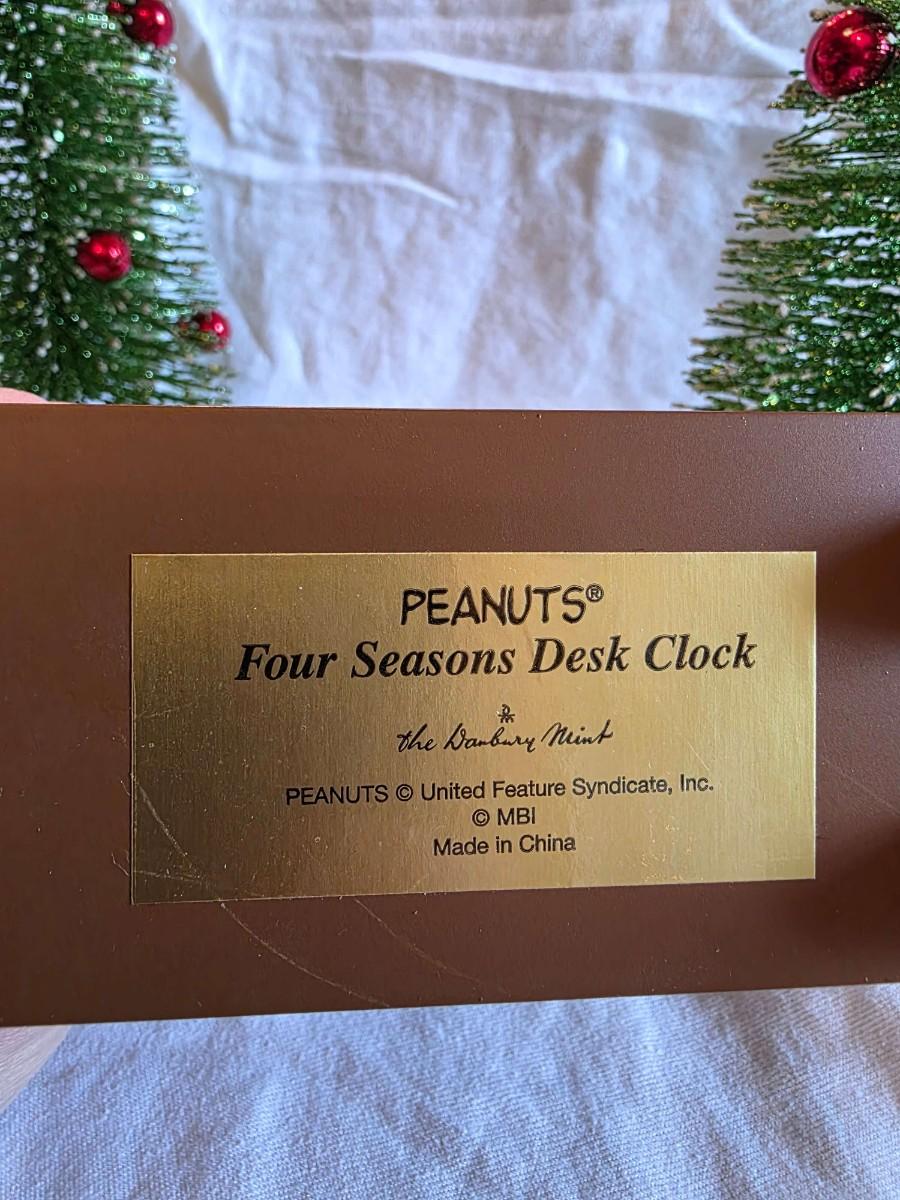 PEANUTS®
Four Seasons Desk Clock
the Danbury Mint
PEANUTS © United Feature Syndicate, Inc.
© MBI
Made in China